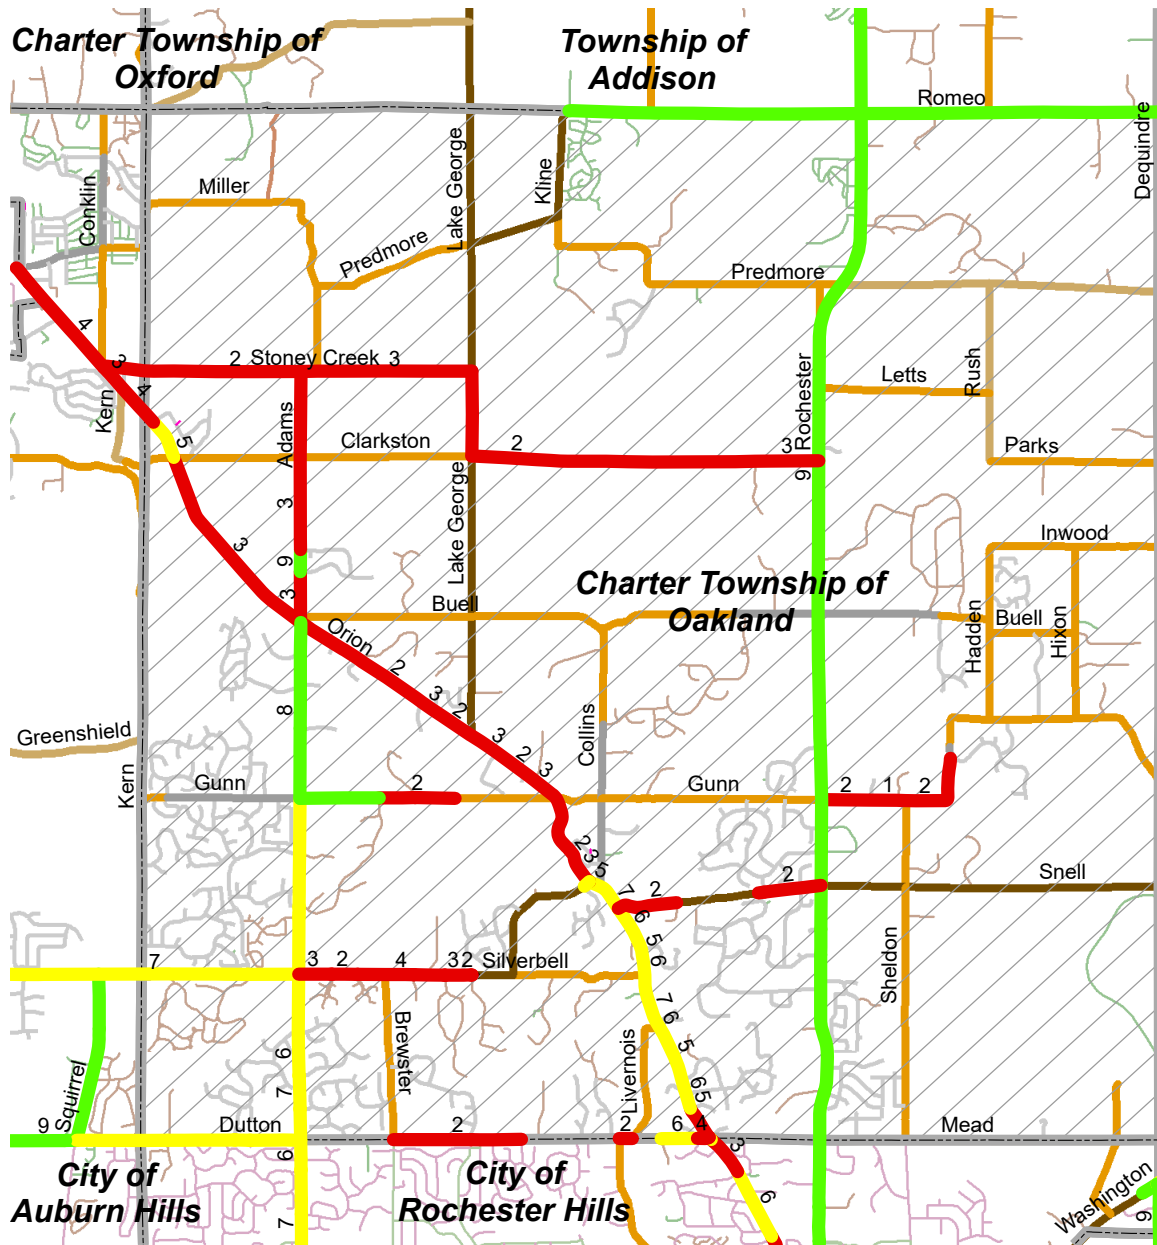 Charter Township of
Oxford
Township of
Addison
Romeo
Dequindre
Lake George
Kline
Conklin
Miller
Predmore
Predmore
4
3
2 Stoney Creek 3
4
Kern
Adams
5
Clarkston
2
3
Rochester
9
Letts
Rush
Parks
3
3
9
3
Lake George
Inwood
Charter Township of
Oakland
Buell
Hadden
Buell
Hixon
Orion
2
3
2
3
2
3
8
Collins
Greenshield
Kern
Gunn
2
Gunn
2 1 2
2
3
5
7
2
2
Snell
6
5
6
Sheldon
7
3 2 4 3 2
Silverbell
7
6
5
6
5
Squirrel
6
7
Brewster
Livernois
9
Dutton
2
2
6
4
3
Mead
6
6
7
City of
Auburn Hills
City of
Rochester Hills
Washington
9